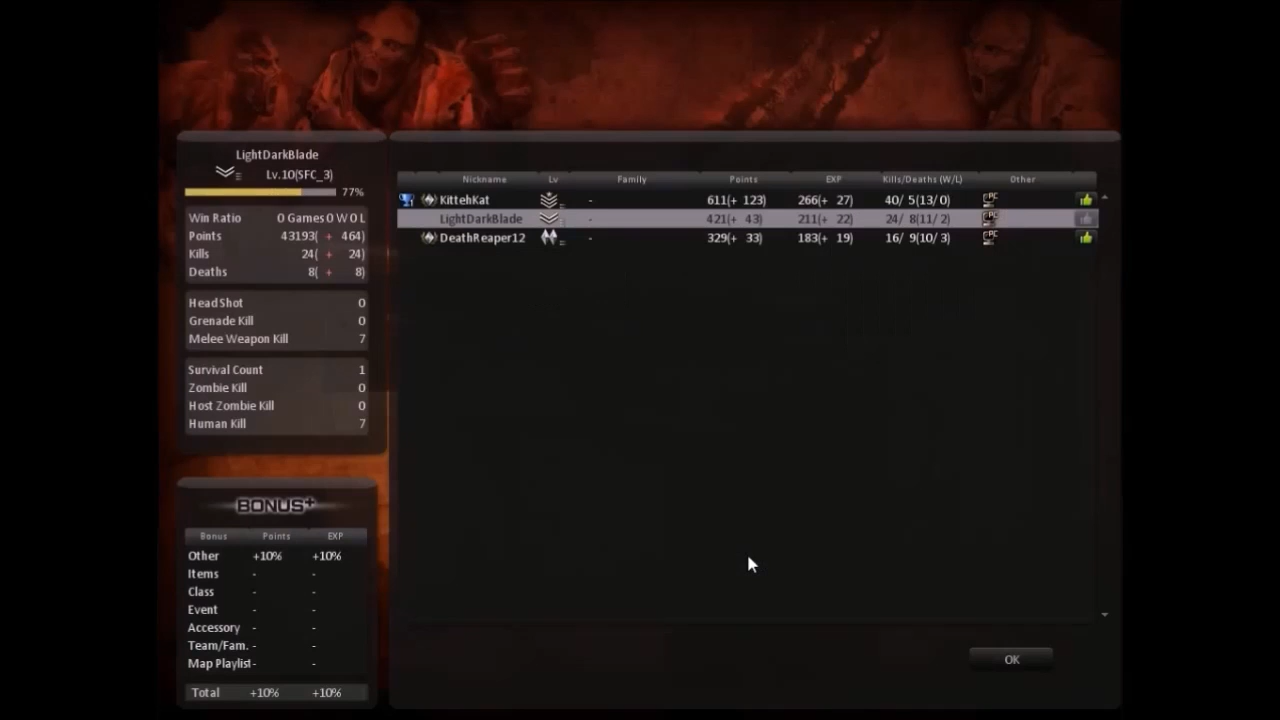 LightDarkBlade
Lv.10(SFC_3)
77%
Win Ratio 0 Games 0 W 0 L
Points 43193( + 464)
Kills 24( + 24)
Deaths 8( + 8)
Head Shot 0
Grenade Kill 0
Melee Weapon Kill 7
Survival Count 1
Zombie Kill 0
Host Zombie Kill 0
Human Kill 7
BONUS+
Bonus Points EXP
Other +10% +10%
Items - -
Class - -
Event - -
Accessory - -
Team/Fam. - -
Map Playlist - -
Total +10% +10%
Nickname Lv Family Points EXP Kills/Deaths (W/L) Other
KittehKat - 611(+ 123) 266(+ 27) 40/ 5(13/ 0) CPC
LightDarkBlade - 421(+ 43) 211(+ 22) 24/ 8(11/ 2) CPC
DeathReaper12 - 329(+ 33) 183(+ 19) 16/ 9(10/ 3) CPC
OK